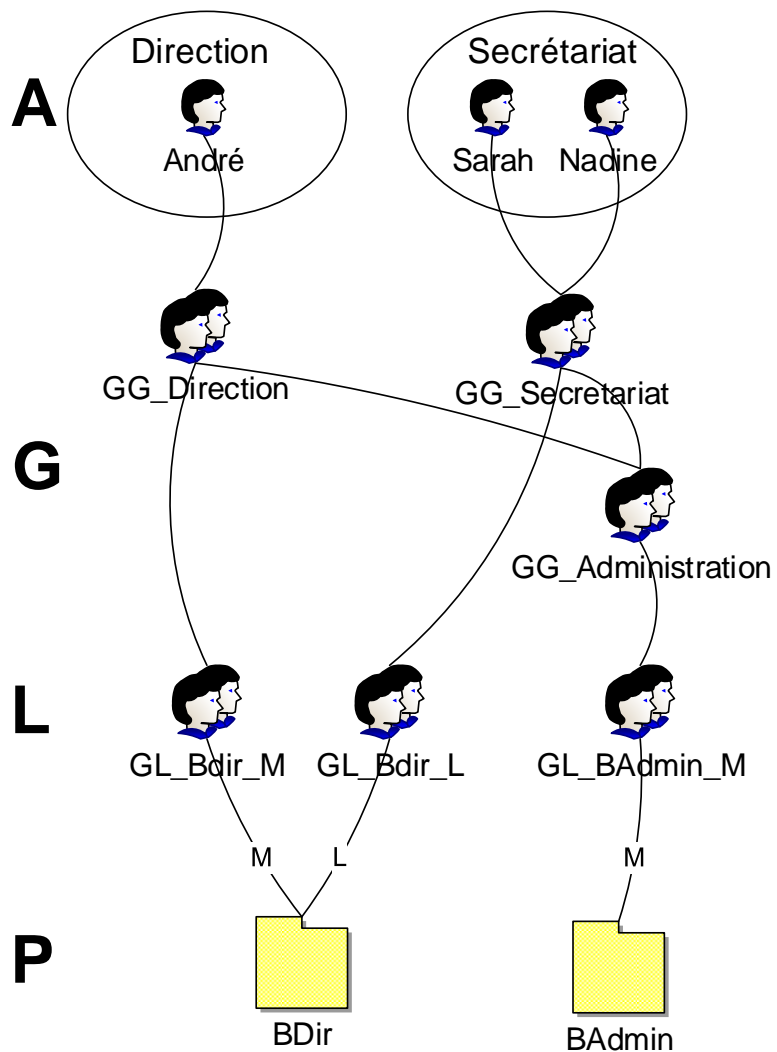 Direction
Secrétariat
A
André
Sarah
Nadine
GG_Direction
GG_Secretariat
G
GG_Administration
L
GL_Bdir_M
GL_Bdir_L
GL_BAdmin_M
M
L
M
P
BDir
BAdmin